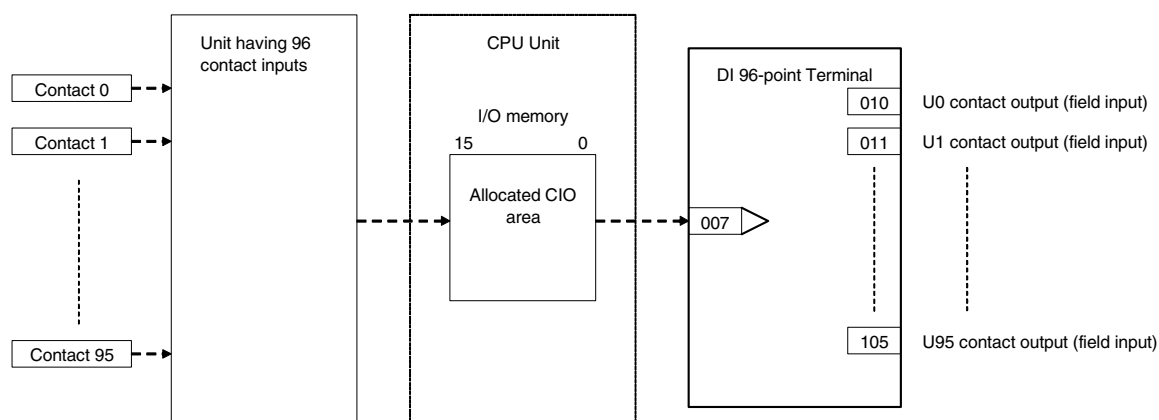 Unit having 96
contact inputs
CPU Unit
DI 96-point Terminal
Contact 0
010
U0 contact output (field input)
I/O memory
Contact 1
15 0
011
U1 contact output (field input)
Allocated CIO
area
007
Contact 95
105
U95 contact output (field input)